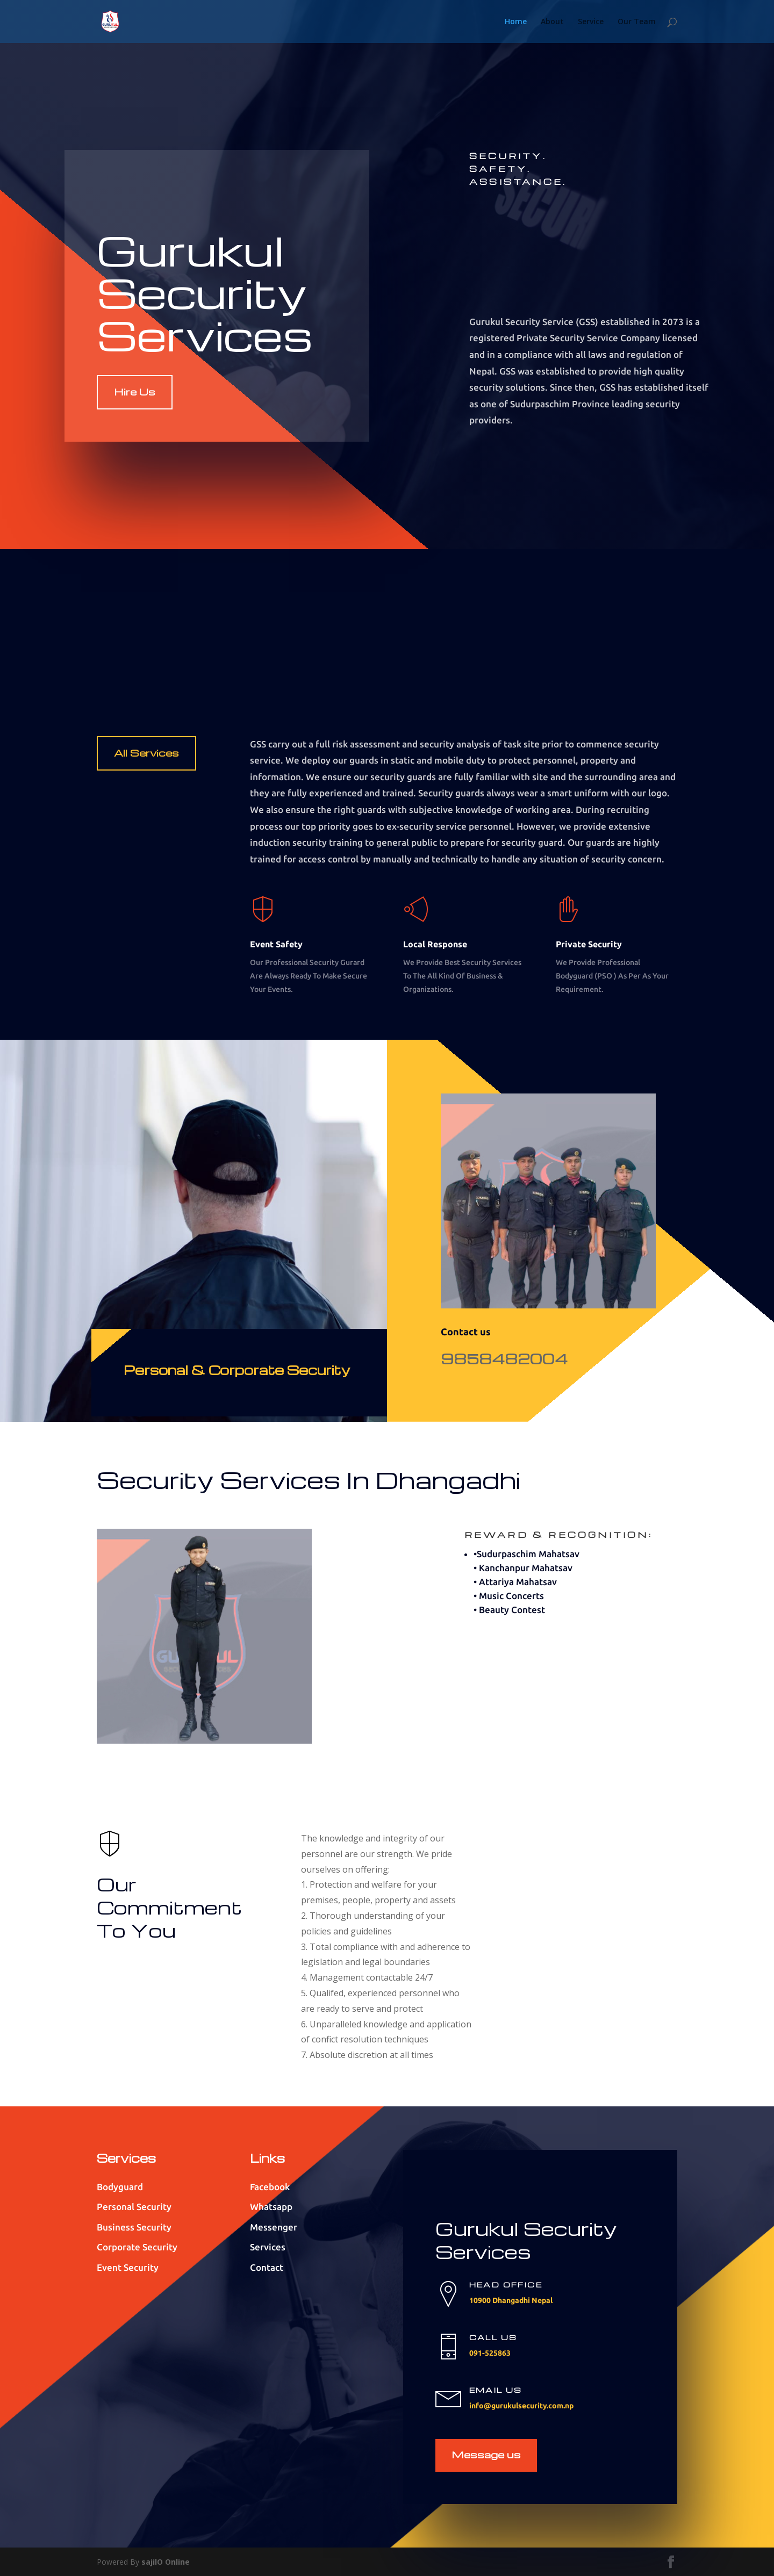 GURUKUL
Home
About
Service
Our Team
SECURITY.
SAFETY.
ASSISTANCE.
SECURI
Gurukul
Security
Services
Hire Us
Gurukul Security Service (GSS) established in 2073 is a
registered Private Security Service Company licensed
and in a compliance with all laws and regulation of
Nepal. GSS was established to provide high quality
security solutions. Since then, GSS has established itself
as one of Sudurpaschim Province leading security
providers.
All Services
GSS carry out a full risk assessment and security analysis of task site prior to commence security
service. We deploy our guards in static and mobile duty to protect personnel, property and
information. We ensure our security guards are fully familiar with site and the surrounding area and
they are fully experienced and trained. Security guards always wear a smart uniform with our logo.
We also ensure the right guards with subjective knowledge of working area. During recruiting
process our top priority goes to ex-security service personnel. However, we provide extensive
induction security training to general public to prepare for security guard. Our guards are highly
trained for access control by manually and technically to handle any situation of security concern.
Event Safety
Our Professional Security Gurard
Are Always Ready To Make Secure
Your Events.
Local Response
We Provide Best Security Services
To The All Kind Of Business &
Organizations.
Private Security
We Provide Professional
Bodyguard (PSO ) As Per As Your
Requirement.
Personal & Corporate Security
Contact us
9858482004
Security Services In Dhangadhi
REWARD & RECOGNITION:
• •Sudurpaschim Mahatsav
• Kanchanpur Mahatsav
• Attariya Mahatsav
• Music Concerts
• Beauty Contest
Our
Commitment
To You
The knowledge and integrity of our
personnel are our strength. We pride
ourselves on offering:
1. Protection and welfare for your
premises, people, property and assets
2. Thorough understanding of your
policies and guidelines
3. Total compliance with and adherence to
legislation and legal boundaries
4. Management contactable 24/7
5. Qualifed, experienced personnel who
are ready to serve and protect
6. Unparalleled knowledge and application
of confict resolution techniques
7. Absolute discretion at all times
Services
Bodyguard
Personal Security
Business Security
Corporate Security
Event Security
Links
Facebook
Whatsapp
Messenger
Services
Contact
Gurukul Security
Services
HEAD OFFICE
10900 Dhangadhi Nepal
CALL US
091-525863
EMAIL US
info@gurukulsecurity.com.np
Message us
Powered By sajilO Online